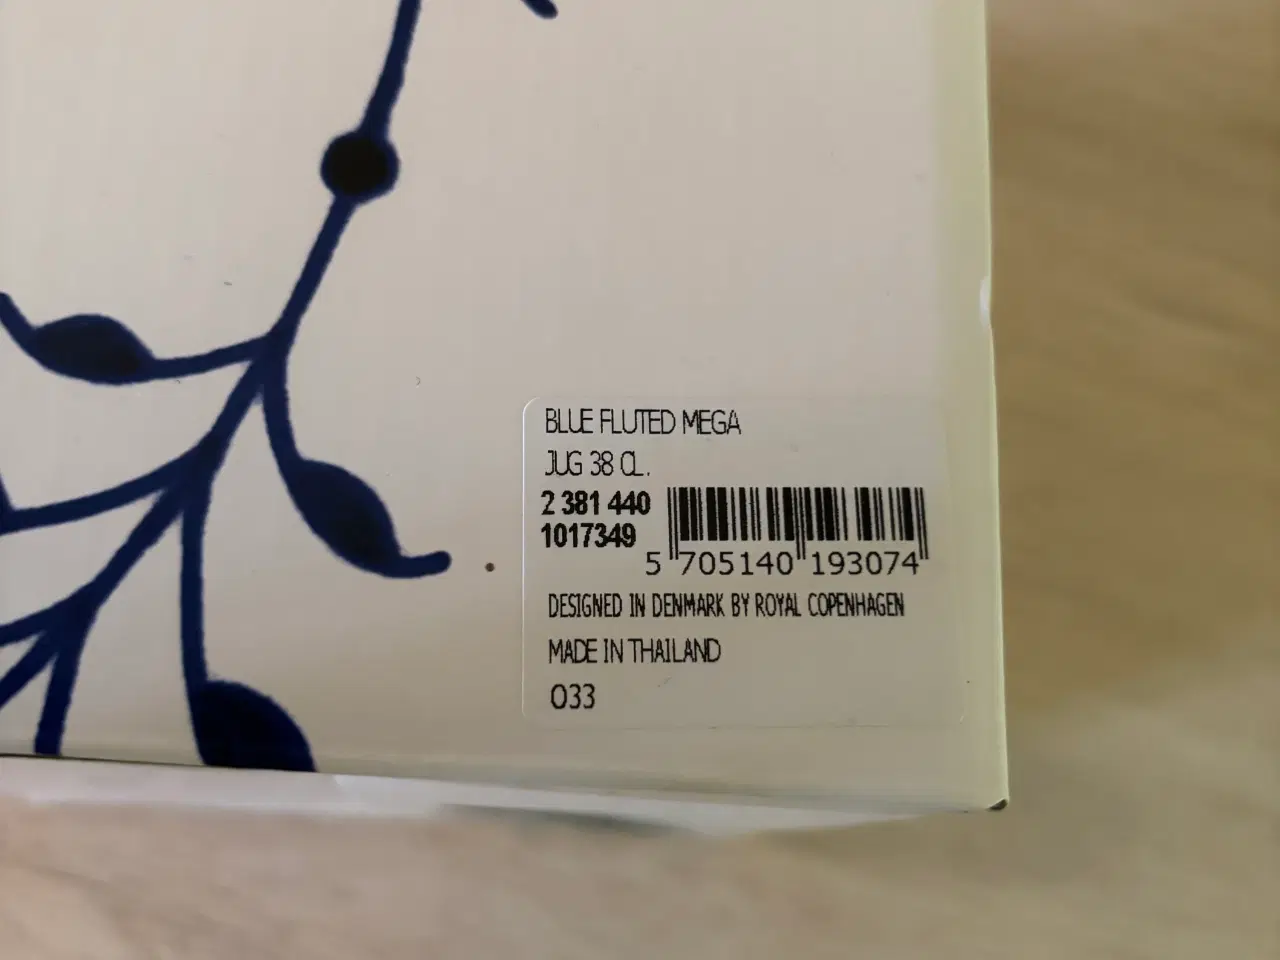 BLUE FLUTED MEGA
JUG 38 CL.
2 381 440
1017349
5 705140 193074
DESIGNED IN DENMARK BY ROYAL COPENHAGEN
MADE IN THAILAND
033